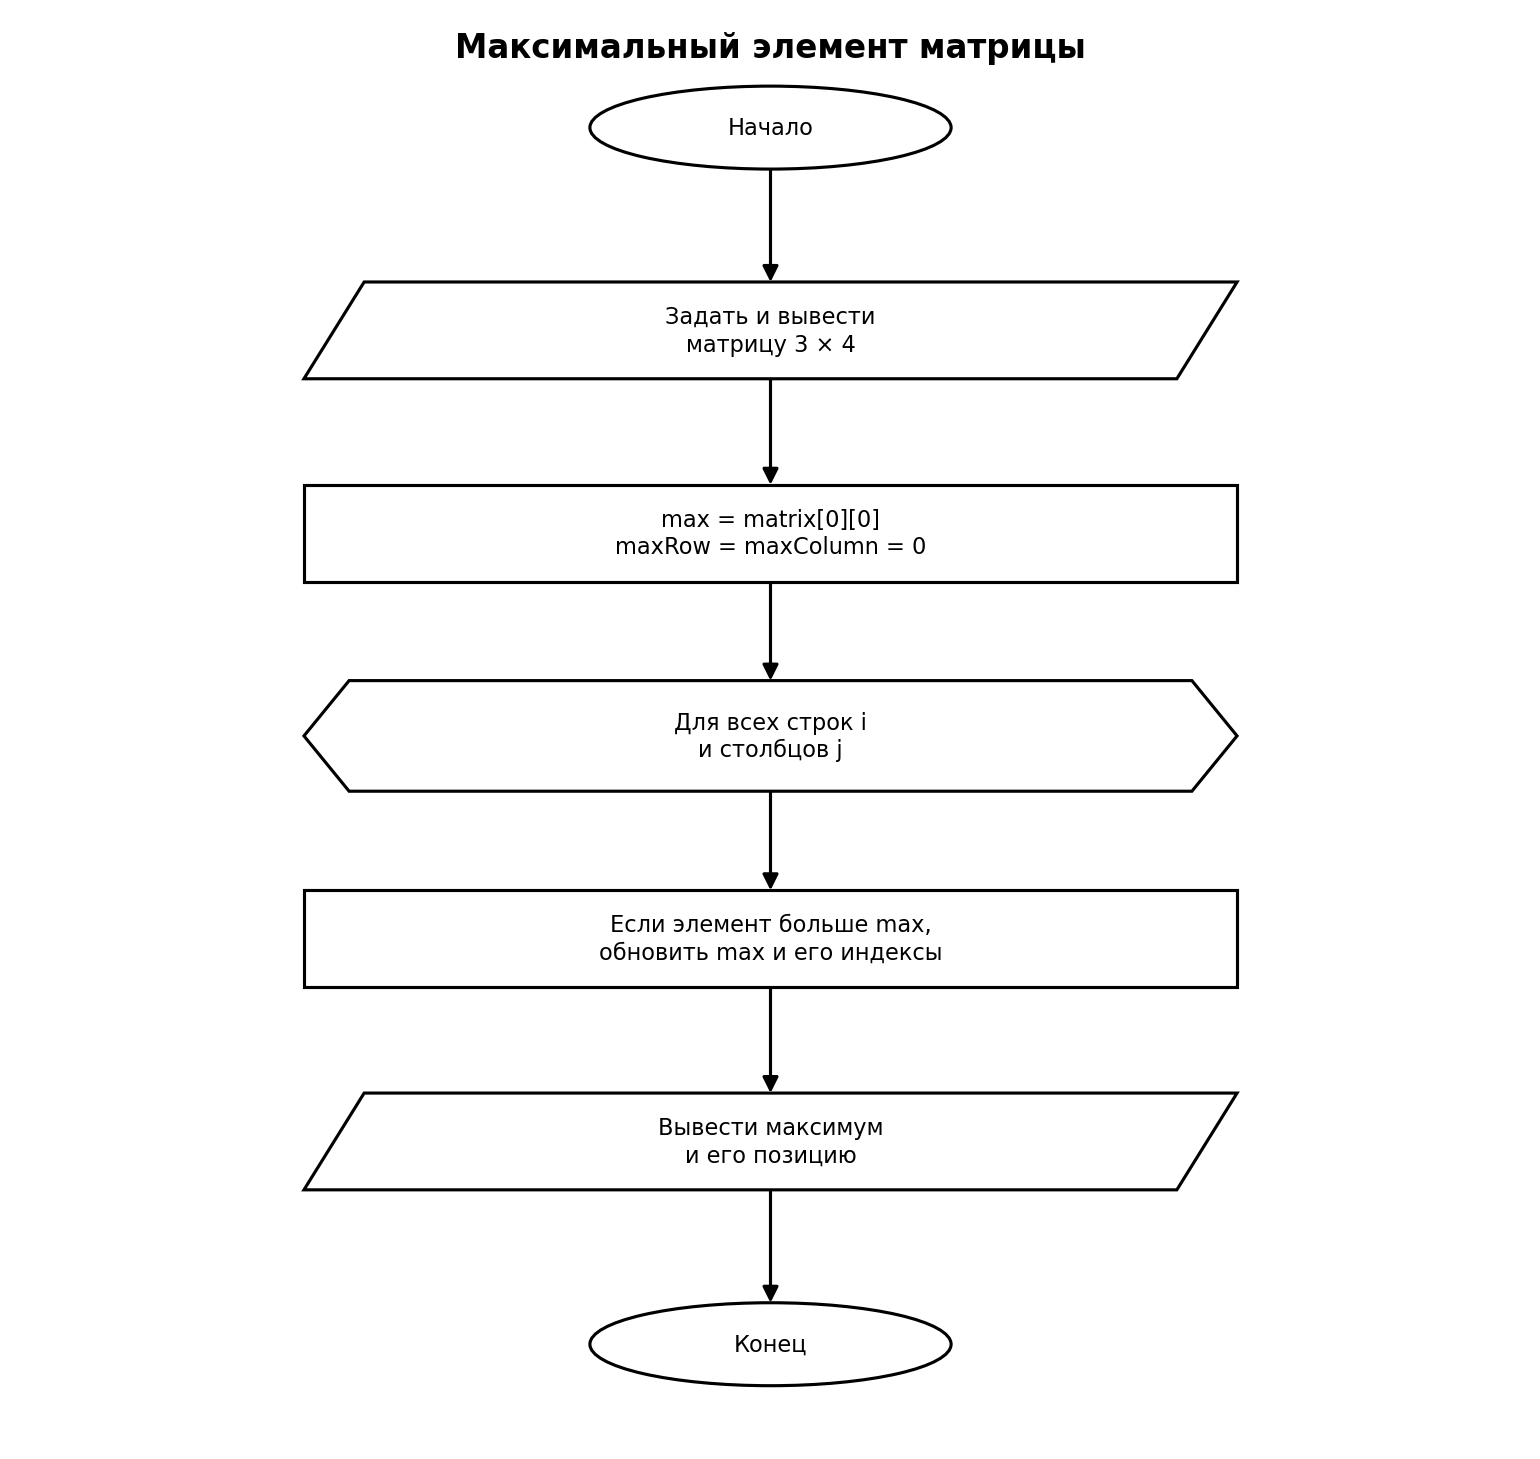 Максимальный элемент матрицы
Начало
Задать и вывести
матрицу 3 × 4
max = matrix[0][0]
maxRow = maxColumn = 0
Для всех строк i
и столбцов j
Если элемент больше max,
обновить max и его индексы
Вывести максимум
и его позицию
Конец